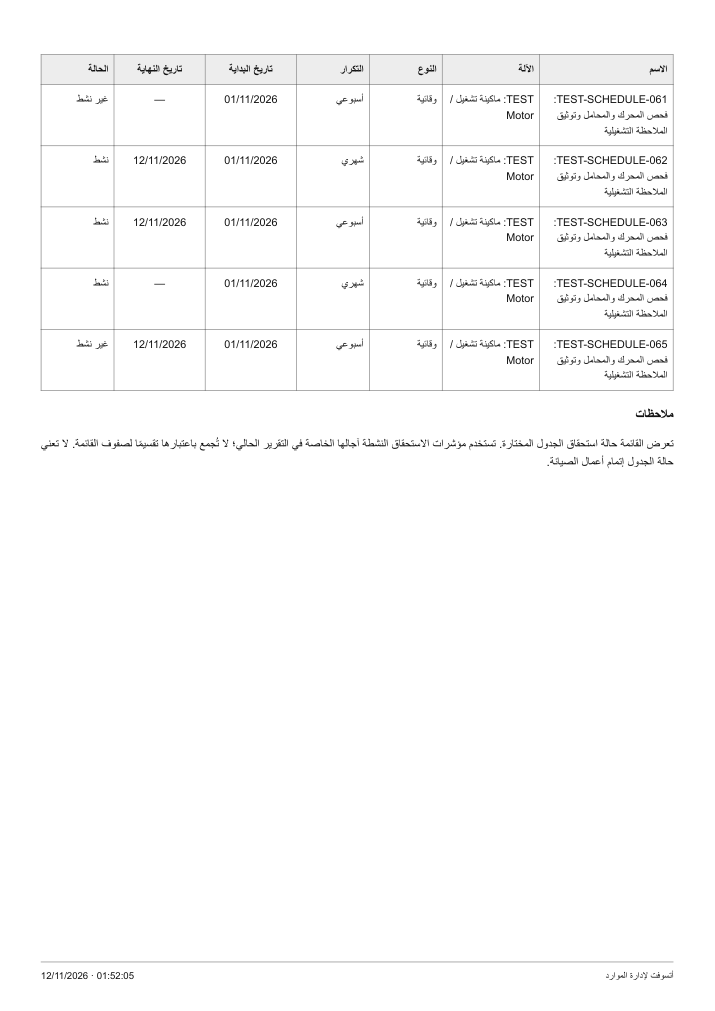 الاسم الآلة النوع التكرار تاريخ البداية تاريخ النهاية الحالة
TEST-SCHEDULE-061: TEST: ماكينة تشغيل / وقائية أسبوعي 01/11/2026 — غير نشط
فحص المحرك والمحامل وتوثيق Motor
الملاحظة التشغيلية
TEST-SCHEDULE-062: TEST: ماكينة تشغيل / وقائية شهري 01/11/2026 12/11/2026 نشط
فحص المحرك والمحامل وتوثيق Motor
الملاحظة التشغيلية
TEST-SCHEDULE-063: TEST: ماكينة تشغيل / وقائية أسبوعي 01/11/2026 12/11/2026 نشط
فحص المحرك والمحامل وتوثيق Motor
الملاحظة التشغيلية
TEST-SCHEDULE-064: TEST: ماكينة تشغيل / وقائية شهري 01/11/2026 — نشط
فحص المحرك والمحامل وتوثيق Motor
الملاحظة التشغيلية
TEST-SCHEDULE-065: TEST: ماكينة تشغيل / وقائية أسبوعي 01/11/2026 12/11/2026 غير نشط
فحص المحرك والمحامل وتوثيق Motor
الملاحظة التشغيلية
ملاحظات
تعرض القائمة حالة استحقاق الجدول المختارة. تستخدم مؤشرات الاستحقاق النشطة آجالها الخاصة في التقرير الحالي؛ لا تُجمع باعتبارها تقسيمًا لصفوف القائمة. لا تعني
حالة الجدول إتمام أعمال الصيانة.
أتسوفت لإدارة الموارد 12/11/2026 · 01:52:05